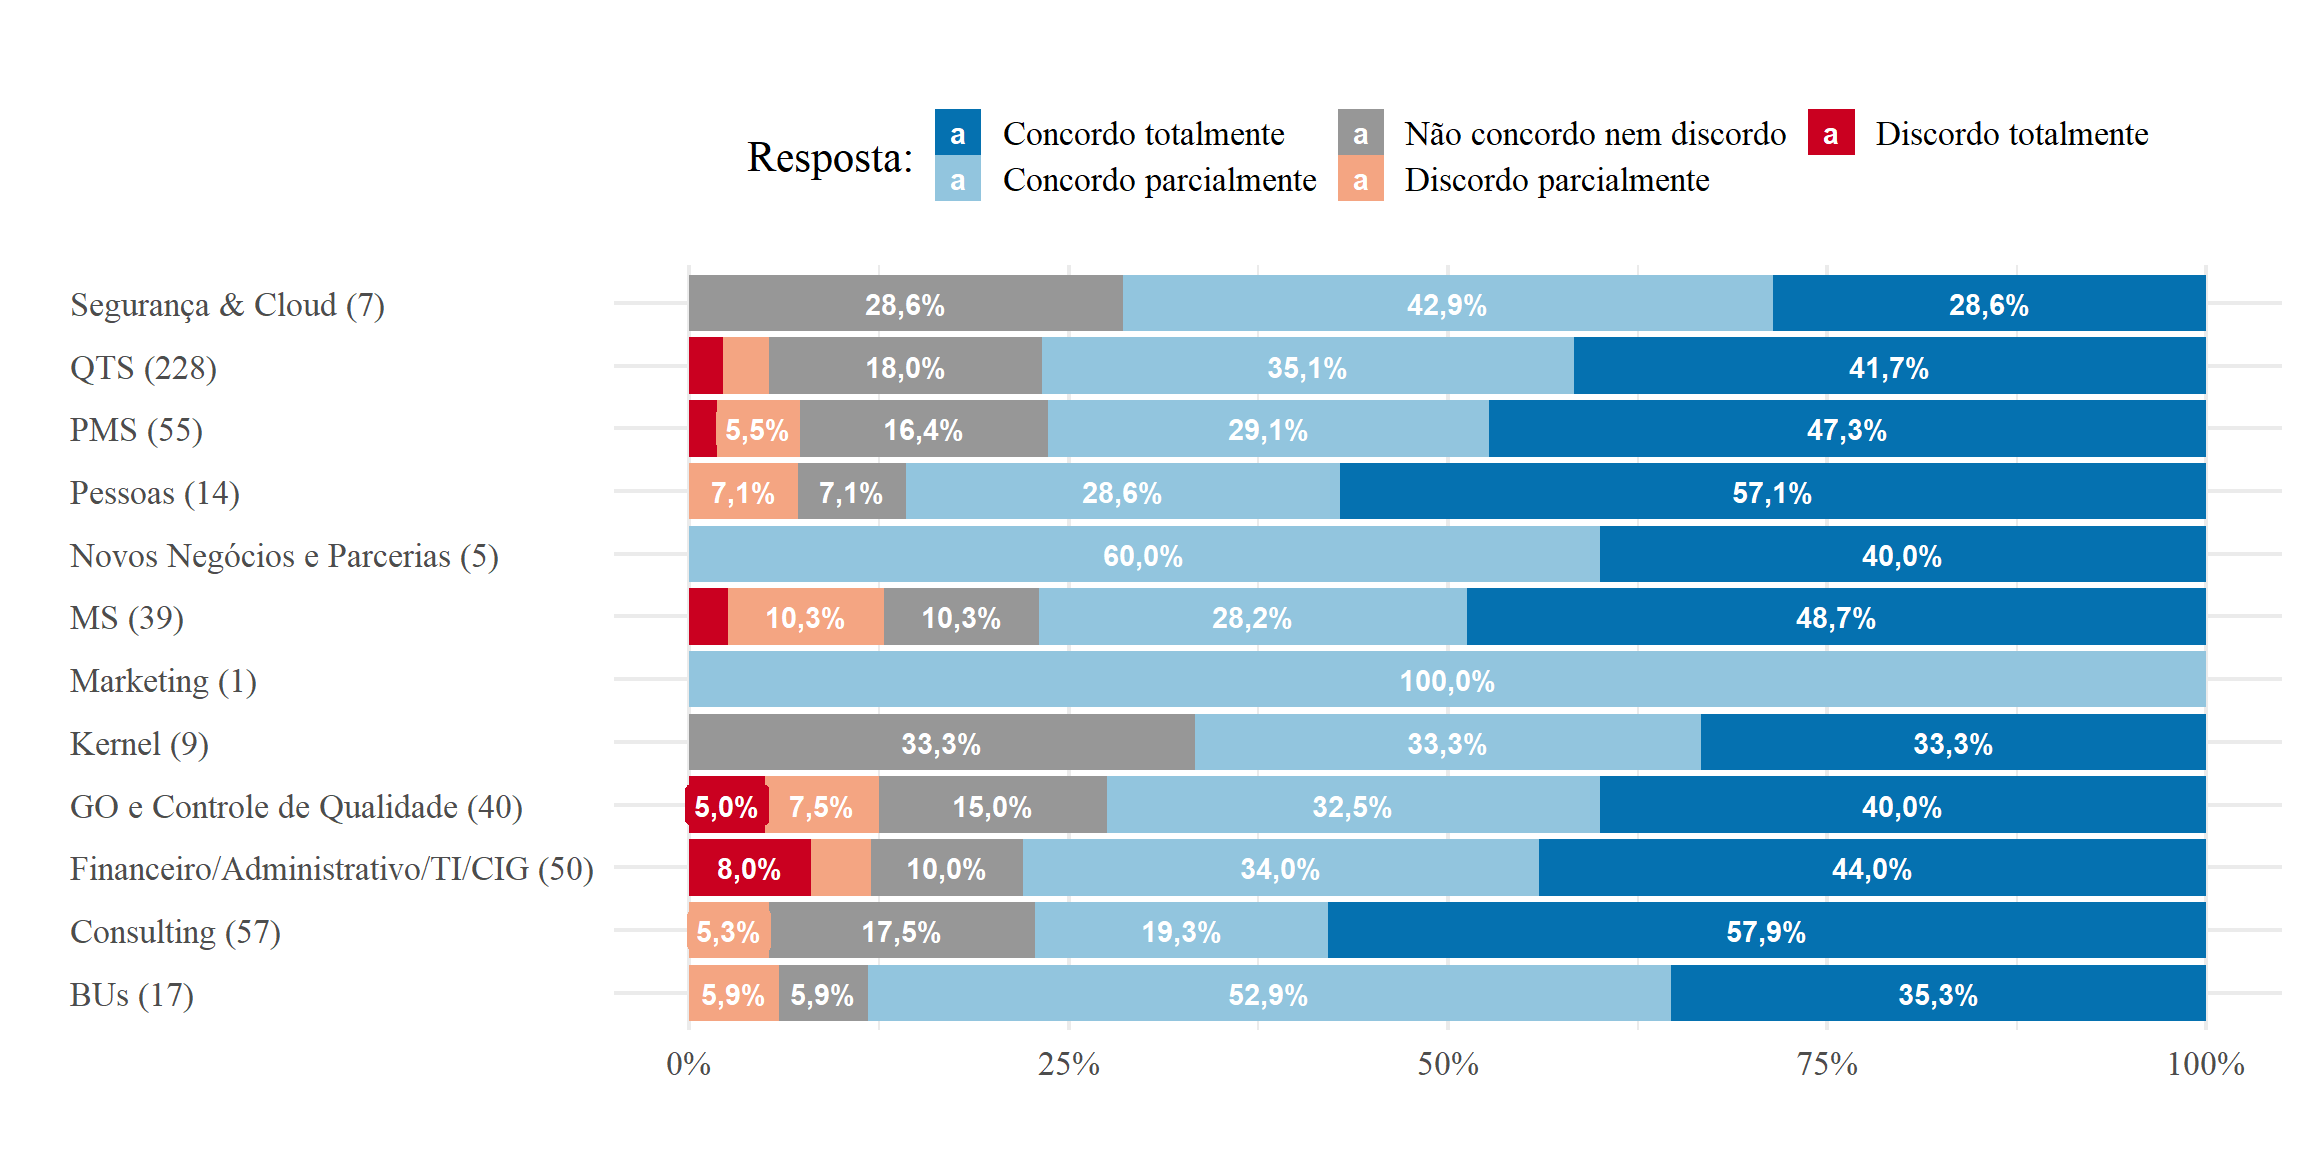 Resposta:
a Concordo totalmente
a Concordo parcialmente
a Não concordo nem discordo
a Discordo parcialmente
a Discordo totalmente
Segurança & Cloud (7) 28,6% 42,9% 28,6%
QTS (228) 18,0% 35,1% 41,7%
PMS (55) 5,5% 16,4% 29,1% 47,3%
Pessoas (14) 7,1% 7,1% 28,6% 57,1%
Novos Negócios e Parcerias (5) 60,0% 40,0%
MS (39) 10,3% 10,3% 28,2% 48,7%
Marketing (1) 100,0%
Kernel (9) 33,3% 33,3% 33,3%
GO e Controle de Qualidade (40) 5,0% 7,5% 15,0% 32,5% 40,0%
Financeiro/Administrativo/TI/CIG (50) 8,0% 10,0% 34,0% 44,0%
Consulting (57) 5,3% 17,5% 19,3% 57,9%
BUs (17) 5,9% 5,9% 52,9% 35,3%
0% 25% 50% 75% 100%